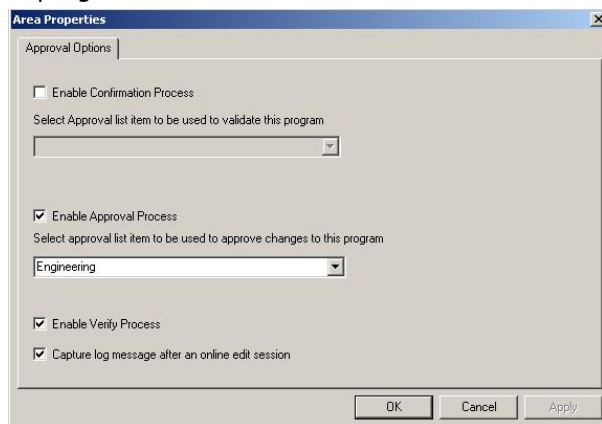 Area Properties
Approval Options
Enable Confirmation Process
Select Approval list item to be used to validate this program
Enable Approval Process
Select approval list item to be used to approve changes to this program
Engineering
Enable Verify Process
Capture log message after an online edit session
OK Cancel Apply